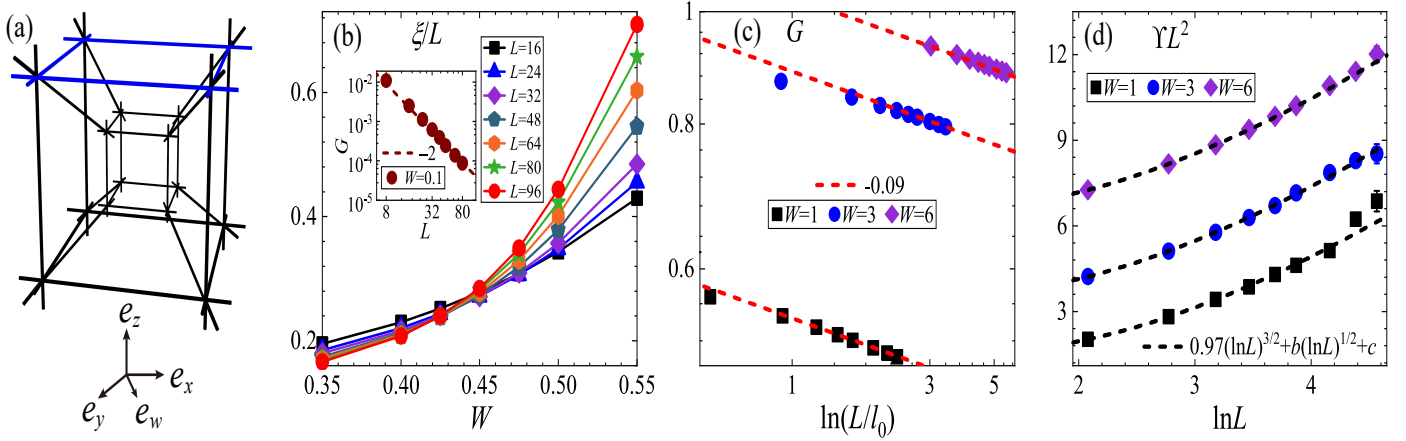 (a)
e_z
e_x
e_y
e_w
(b)
ξ/L
0.6
0.4
0.2
0.35
0.40
0.45
0.50
0.55
W
L=16
L=24
L=32
L=48
L=64
L=80
L=96
10^-2
10^-3
10^-4
10^-5
G
-2
W=0.1
8
32
80
L
(c)
G
1
0.8
0.6
-0.09
W=1 W=3 W=6
1
3
5
ln(L/l_0)
(d)
ΥL^2
12
9
6
3
W=1 W=3 W=6
0.97(lnL)^3/2+b(lnL)^1/2+c
2
3
4
lnL